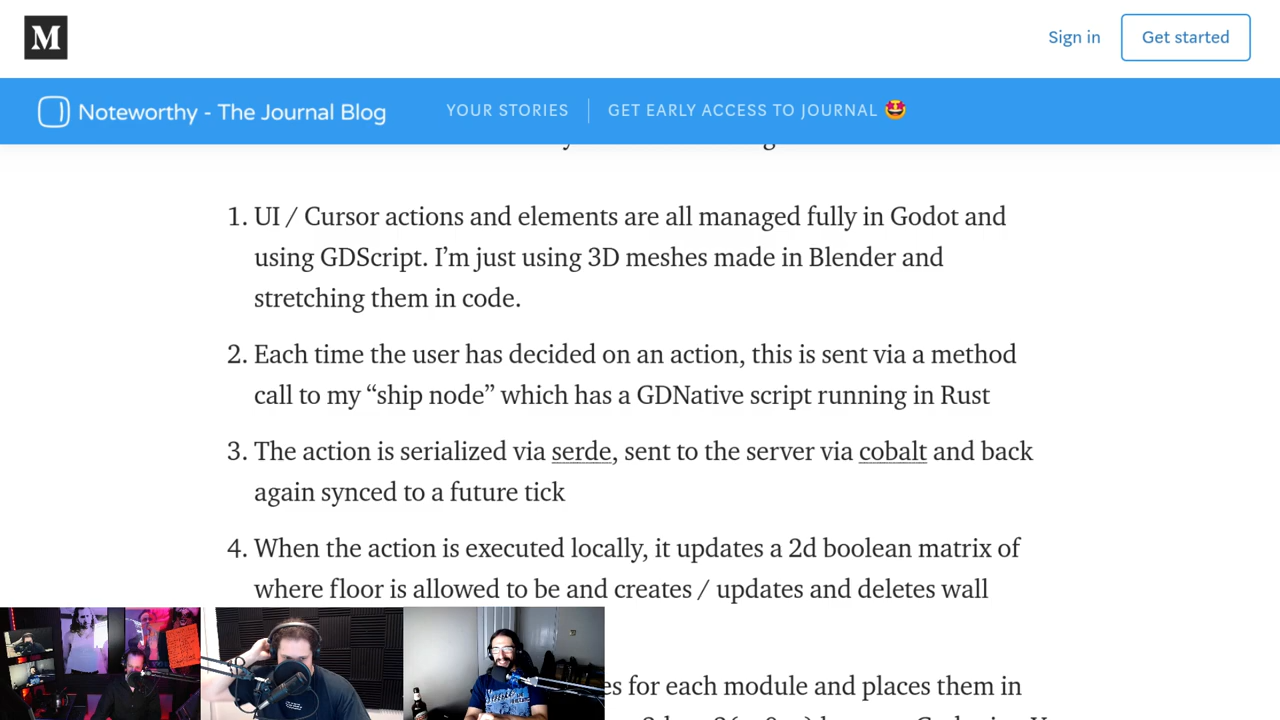 M
Sign in
Get started
Noteworthy - The Journal Blog
YOUR STORIES
GET EARLY ACCESS TO JOURNAL 🤩
1. UI / Cursor actions and elements are all managed fully in Godot and
using GDScript. I’m just using 3D meshes made in Blender and
stretching them in code.
2. Each time the user has decided on an action, this is sent via a method
call to my “ship node” which has a GDNative script running in Rust
3. The action is serialized via serde, sent to the server via cobalt and back
again synced to a future tick
4. When the action is executed locally, it updates a 2d boolean matrix of
where floor is allowed to be and creates / updates and deletes wall
for each module and places them in